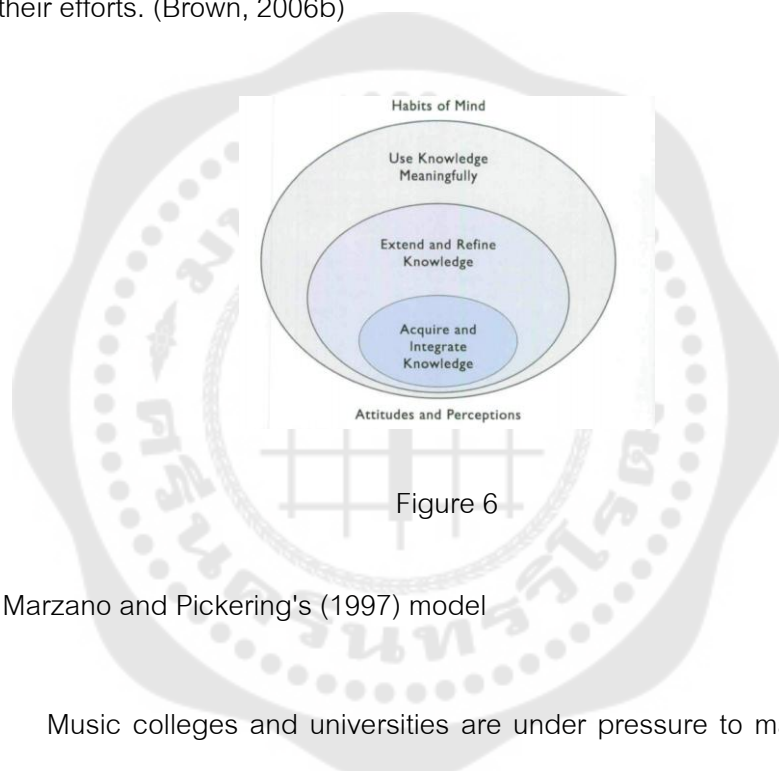 their efforts. (Brown, 2006b)
Habits of Mind
Use Knowledge
Meaningfully
Extend and Refine
Knowledge
Acquire and
Integrate
Knowledge
Attitudes and Perceptions
Figure 6
Marzano and Pickering's (1997) model
Music colleges and universities are under pressure to